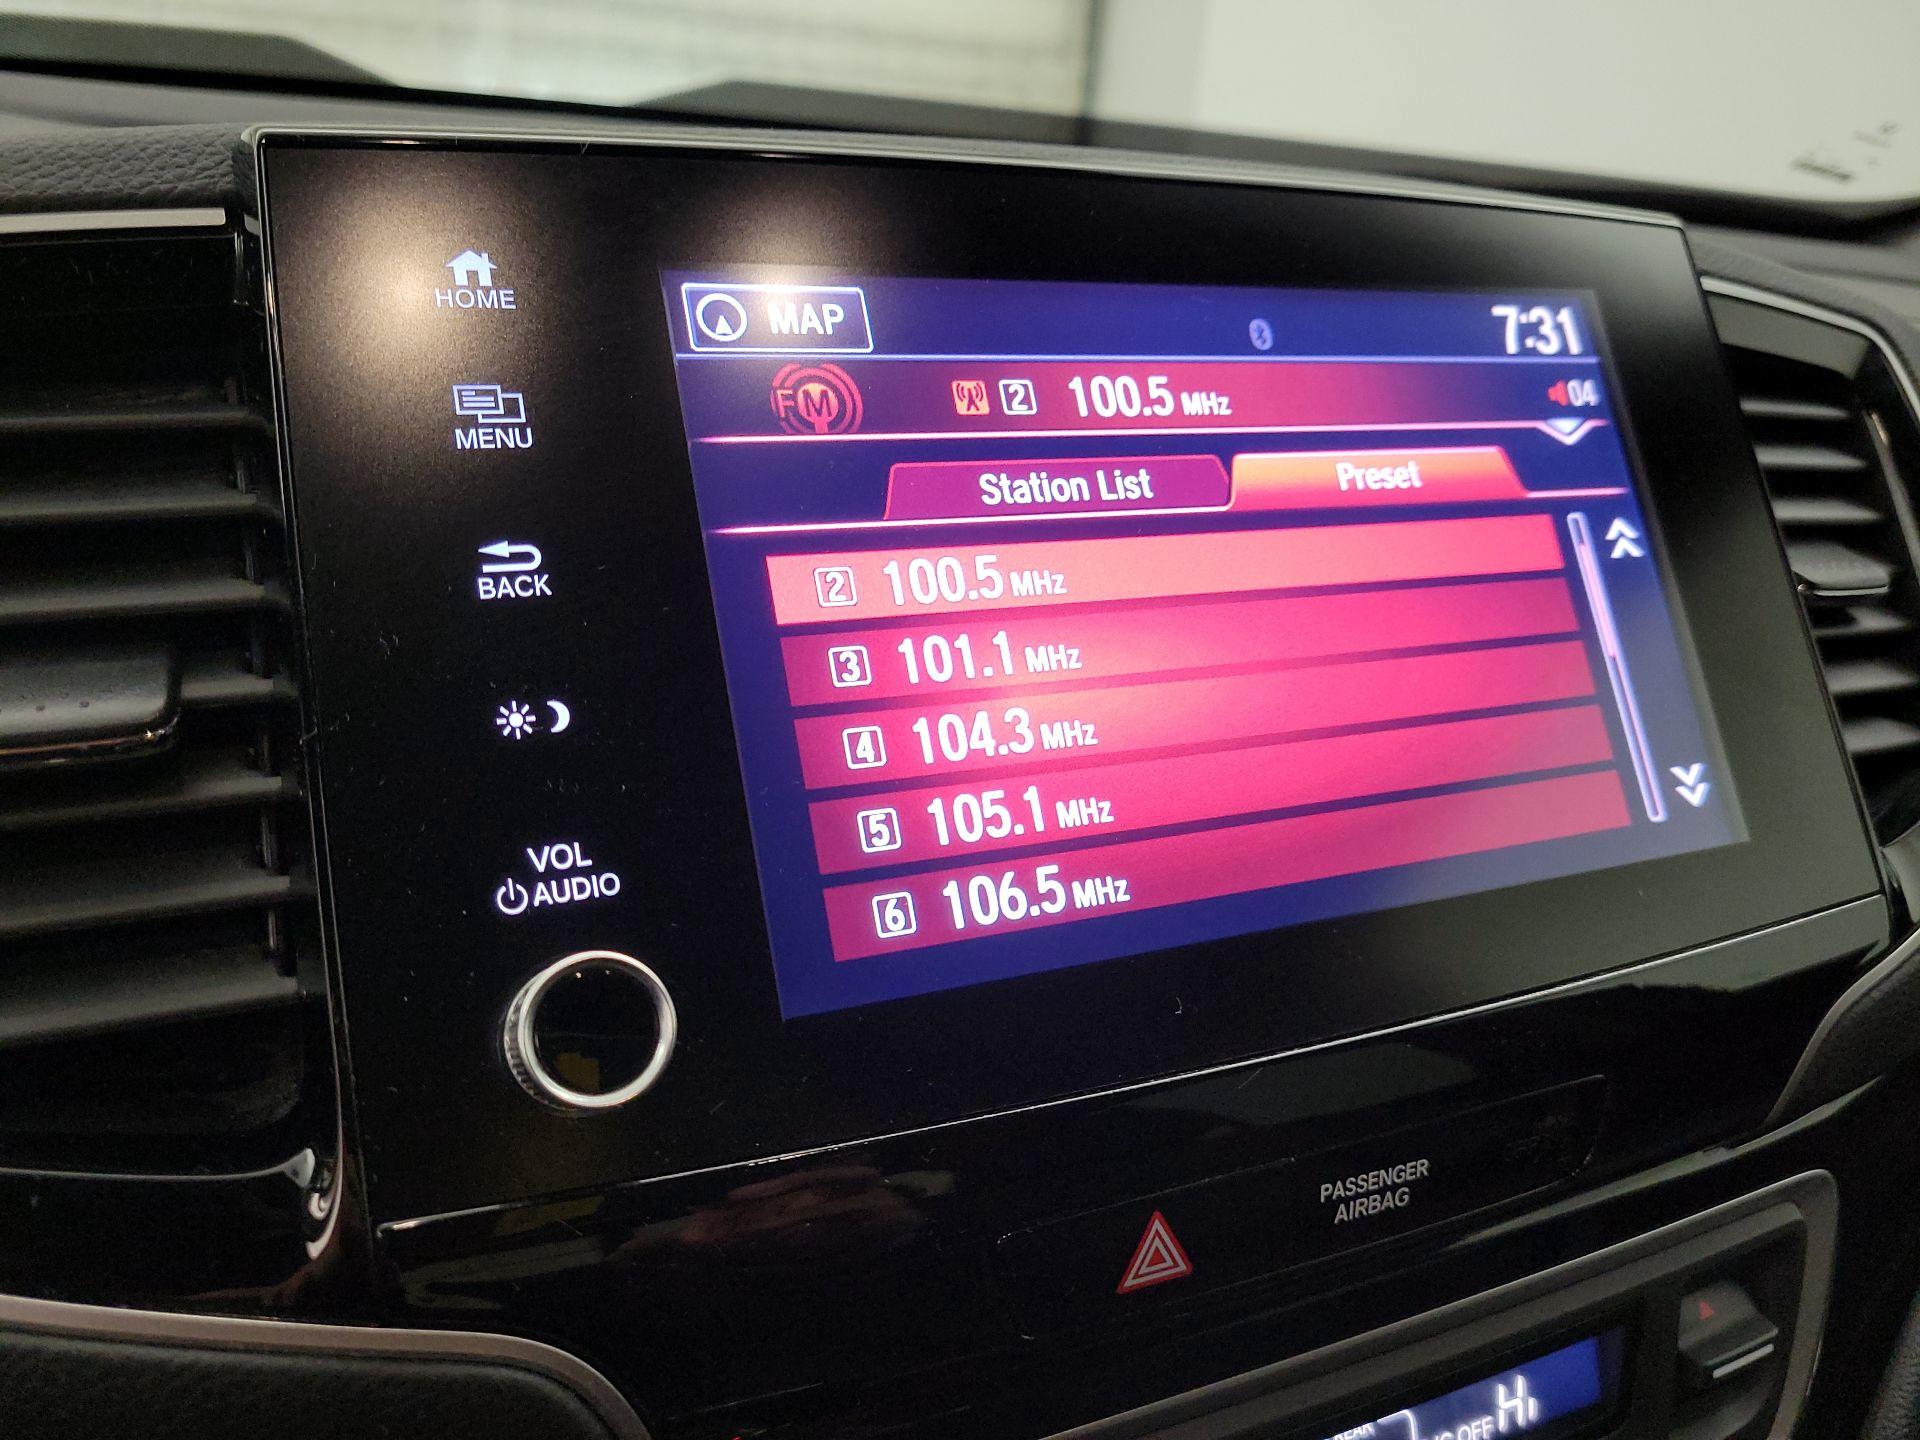 HOME
MENU
BACK
VOL
AUDIO
MAP
7:31
FM
2 100.5 MHz
04
Station List
Preset
2 100.5 MHz
3 101.1 MHz
4 104.3 MHz
5 105.1 MHz
6 106.5 MHz
PASSENGER
AIRBAG
OFF
Hi